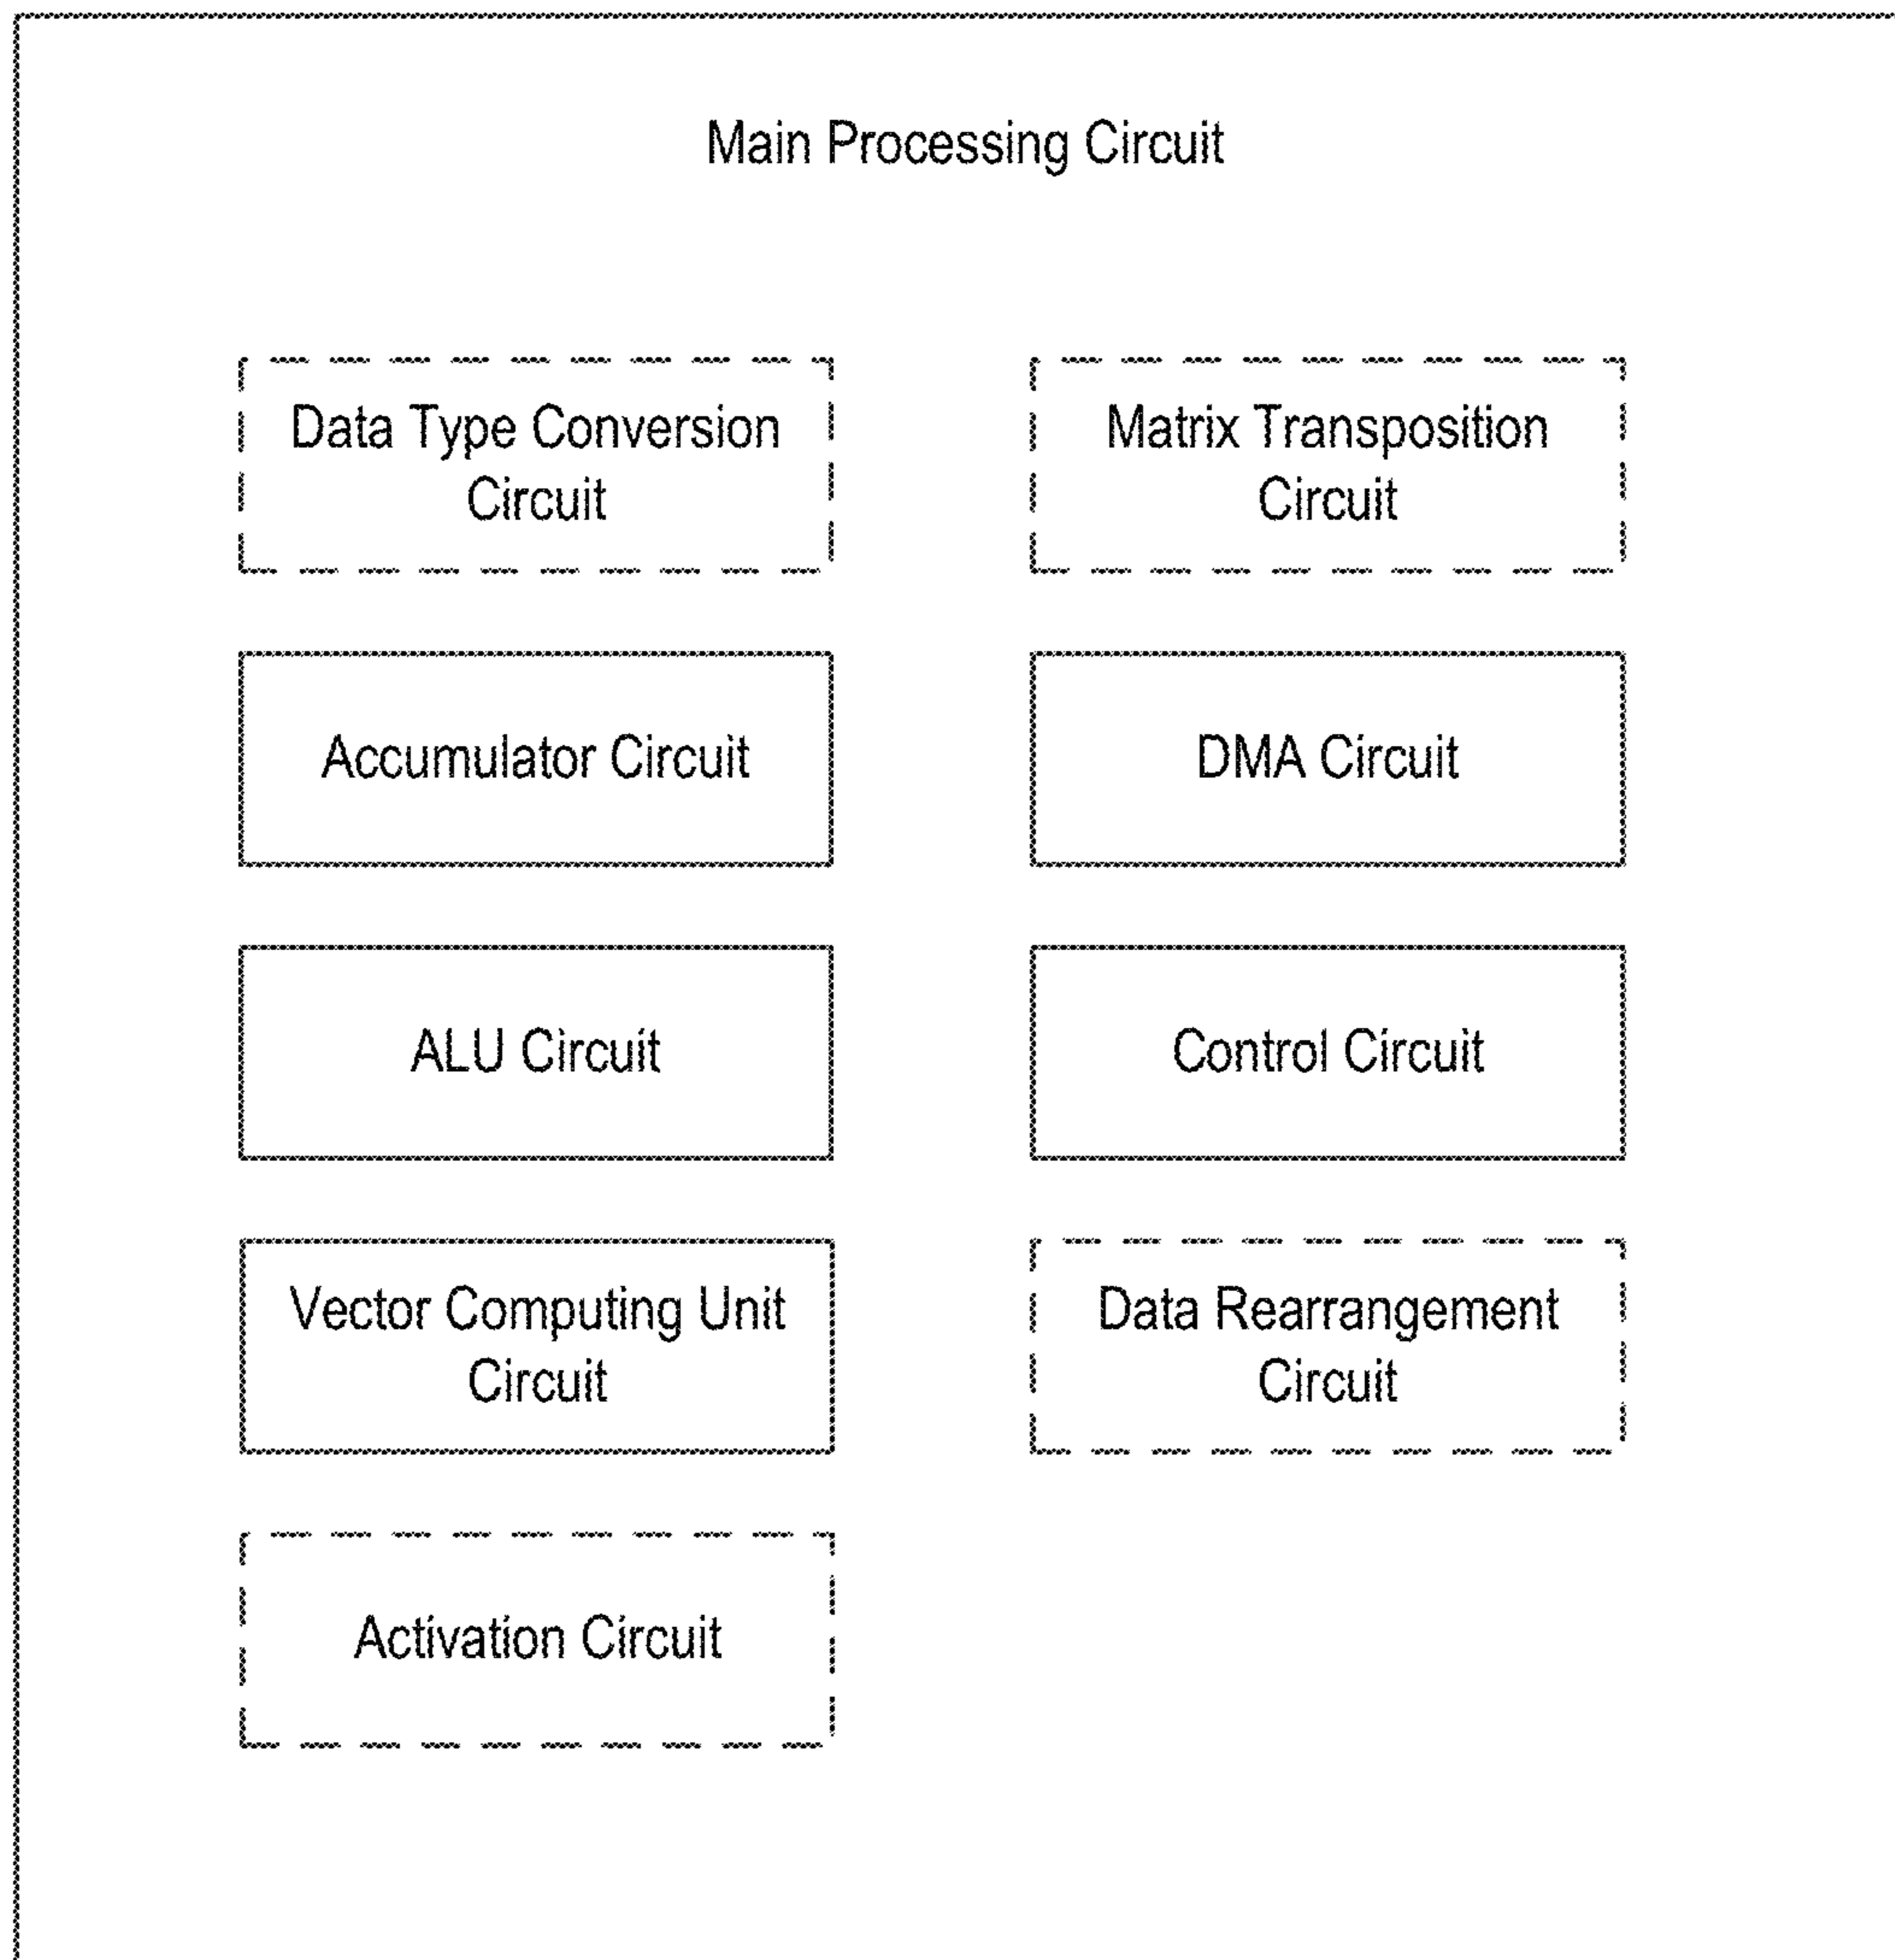 Main Processing Circuit
Data Type Conversion
Circuit
Matrix Transposition
Circuit
Accumulator Circuit
DMA Circuit
ALU Circuit
Control Circuit
Vector Computing Unit
Circuit
Data Rearrangement
Circuit
Activation Circuit